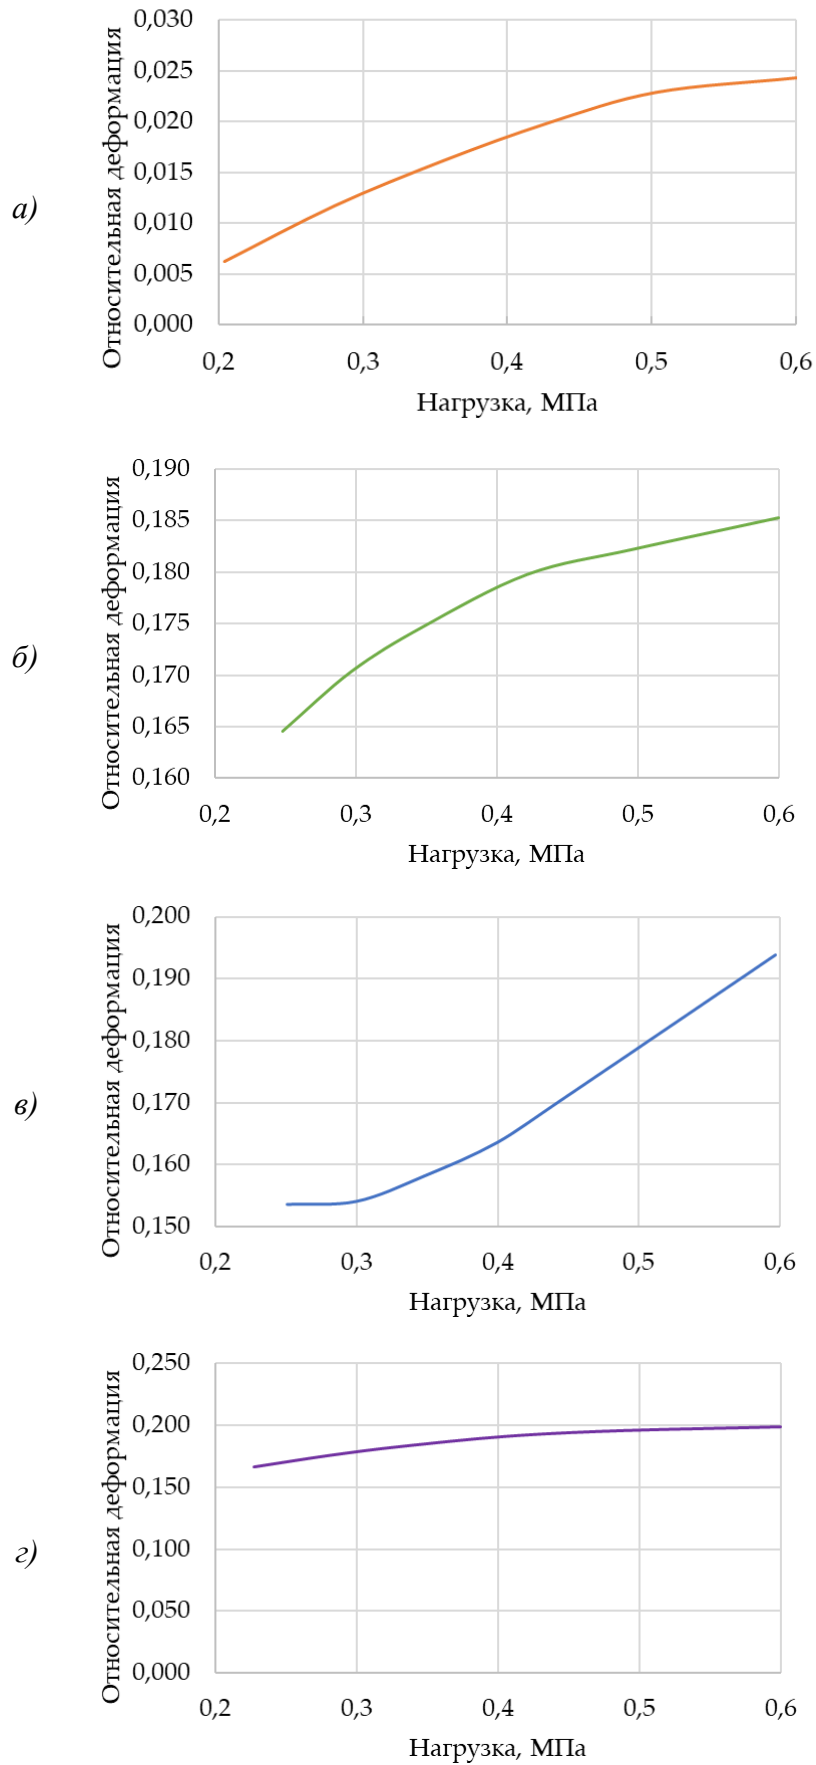 а)
Относительная деформация
0,030
0,025
0,020
0,015
0,010
0,005
0,000
0,2 0,3 0,4 0,5 0,6
Нагрузка, МПа
б)
Относительная деформация
0,190
0,185
0,180
0,175
0,170
0,165
0,160
0,2 0,3 0,4 0,5 0,6
Нагрузка, МПа
в)
Относительная деформация
0,200
0,190
0,180
0,170
0,160
0,150
0,2 0,3 0,4 0,5 0,6
Нагрузка, МПа
г)
Относительная деформация
0,250
0,200
0,150
0,100
0,050
0,000
0,2 0,3 0,4 0,5 0,6
Нагрузка, МПа